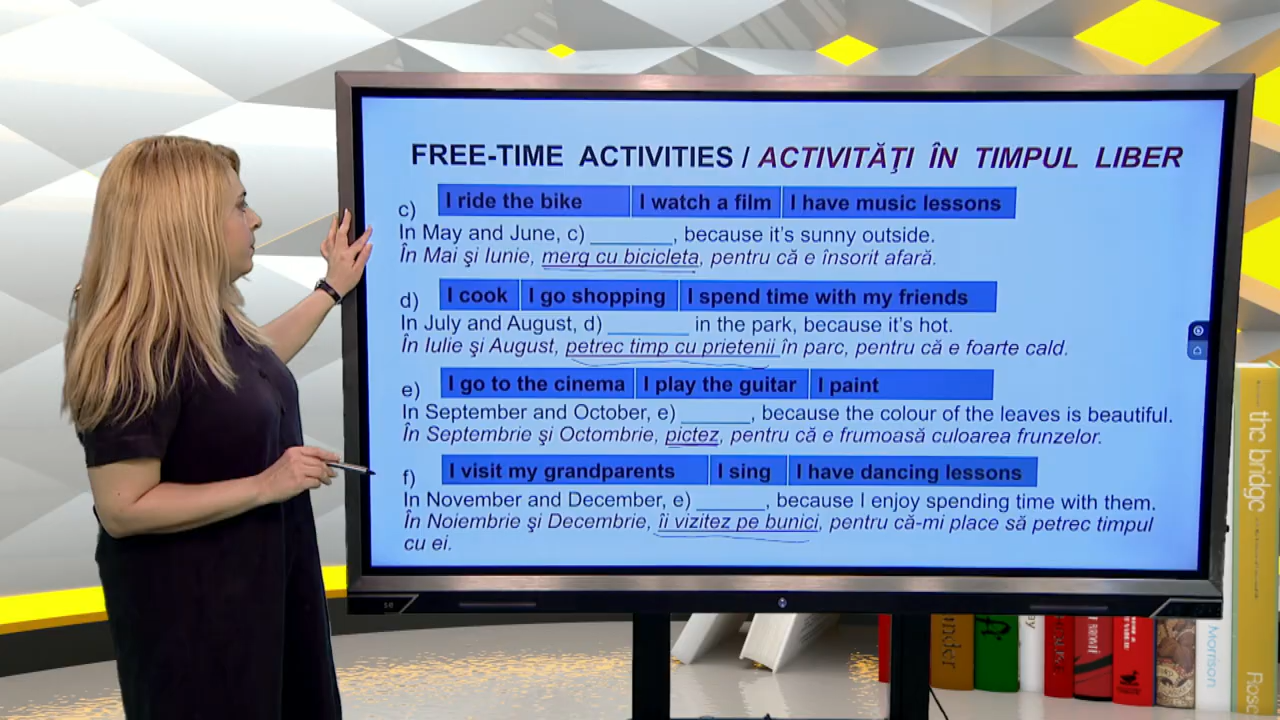 FREE-TIME ACTIVITIES / ACTIVITĂŢI ÎN TIMPUL LIBER
c) I ride the bike I watch a film I have music lessons
In May and June, c) ________, because it's sunny outside.
În Mai şi Iunie, merg cu bicicleta, pentru că e însorit afară.
d) I cook I go shopping I spend time with my friends
In July and August, d) ________ in the park, because it's hot.
În Iulie şi August, petrec timp cu prietenii în parc, pentru că e foarte cald.
e) I go to the cinema I play the guitar I paint
In September and October, e) _______, because the colour of the leaves is beautiful.
În Septembrie şi Octombrie, pictez, pentru că e frumoasă culoarea frunzelor.
f) I visit my grandparents I sing I have dancing lessons
In November and December, e) _______, because I enjoy spending time with them.
În Noiembrie şi Decembrie, îi vizitez pe bunici, pentru că-mi place să petrec timpul
cu ei.
the bridge
Morrison